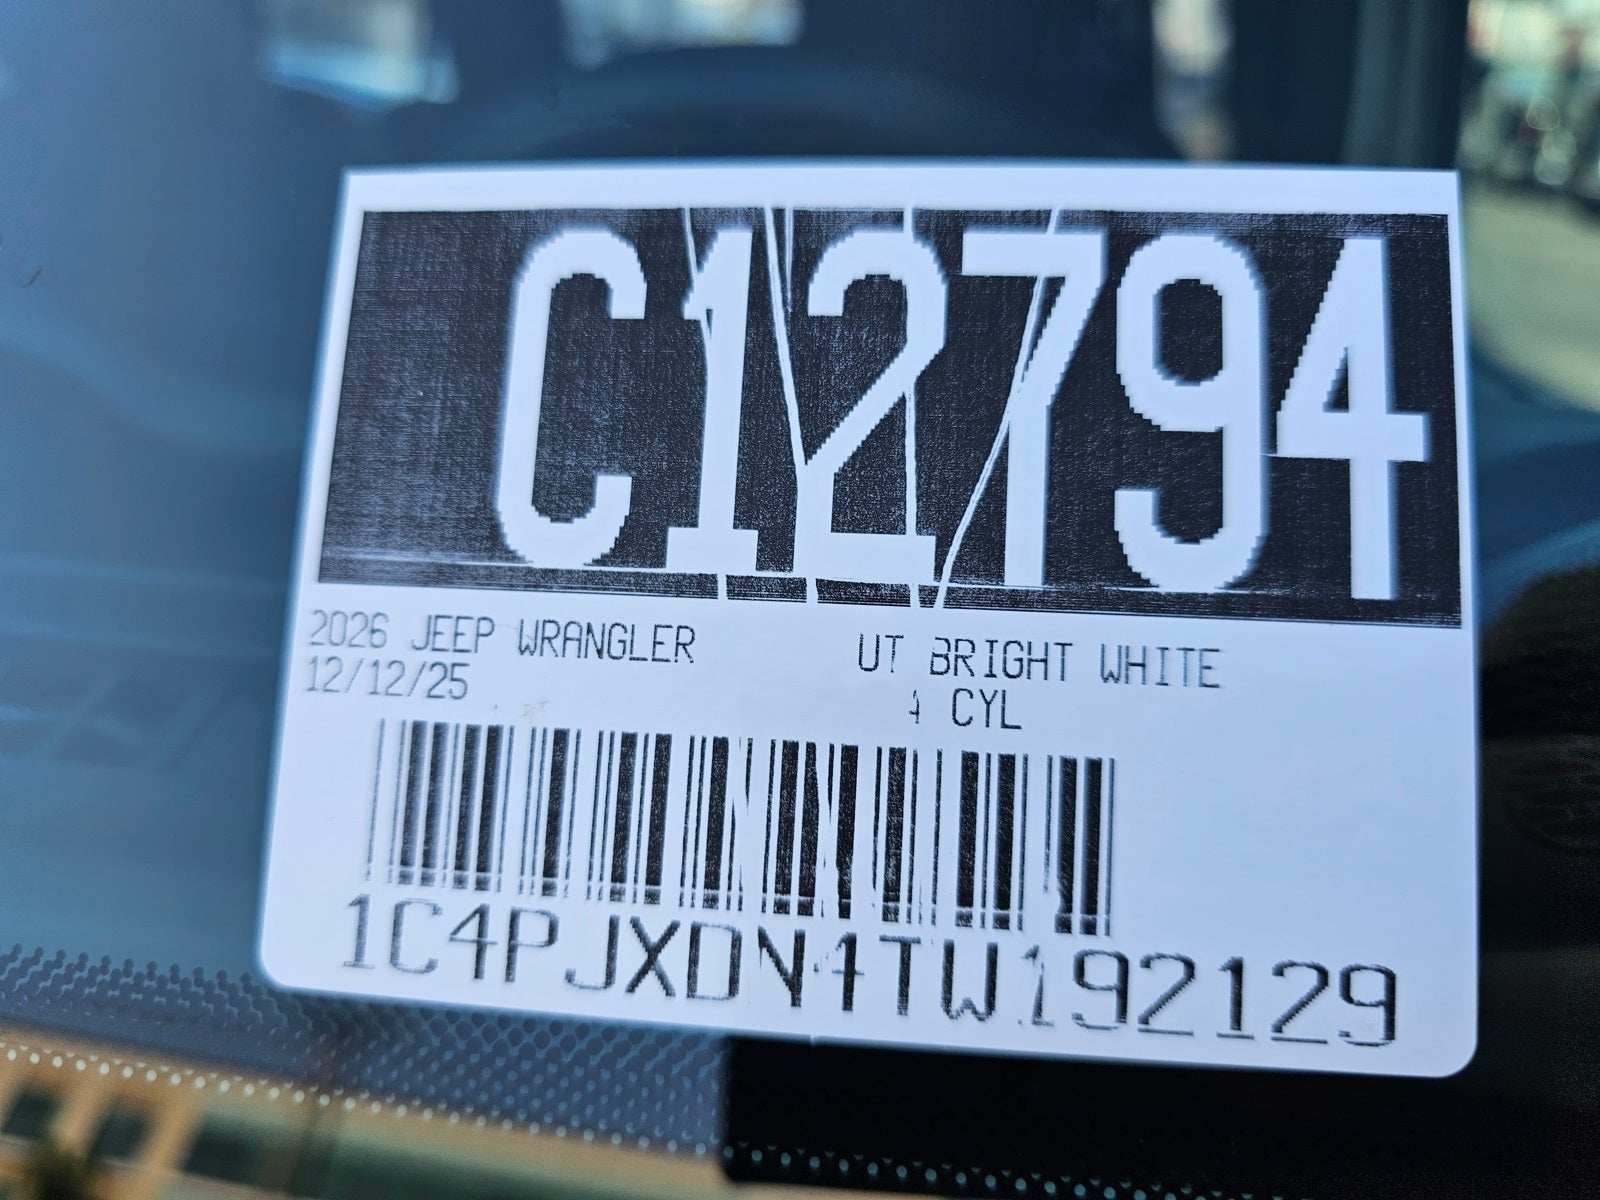 C12794
2026 JEEP WRANGLER UT BRIGHT WHITE
12/12/25 4 CYL
1C4PJXDN4TW192129